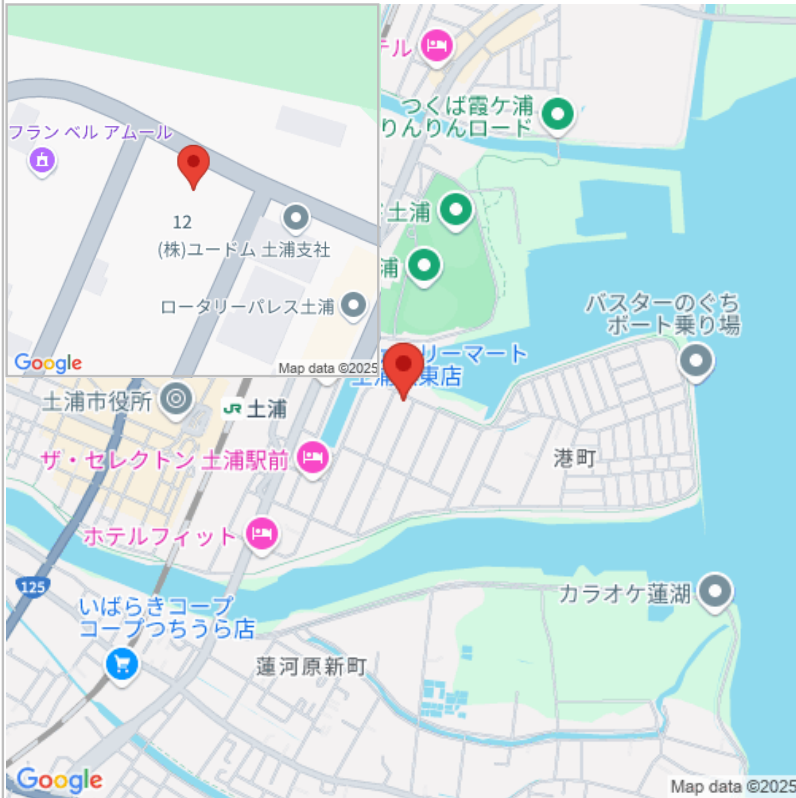 フラン ベル アムール
12
(株)ユードム 土浦支社
ロータリーパレス土浦
Google
Map data ©2025
テル
つくば霞ケ浦
りんりんロード
土浦
浦
バスターのぐち
ボート乗り場
リーマート
東店
土浦市役所
JR 土浦
ザ・セレクトン 土浦駅前
港町
ホテルフィット
125
カラオケ蓮湖
いばらきコープ
コープつちうら店
蓮河原新町
Google
Map data ©2025